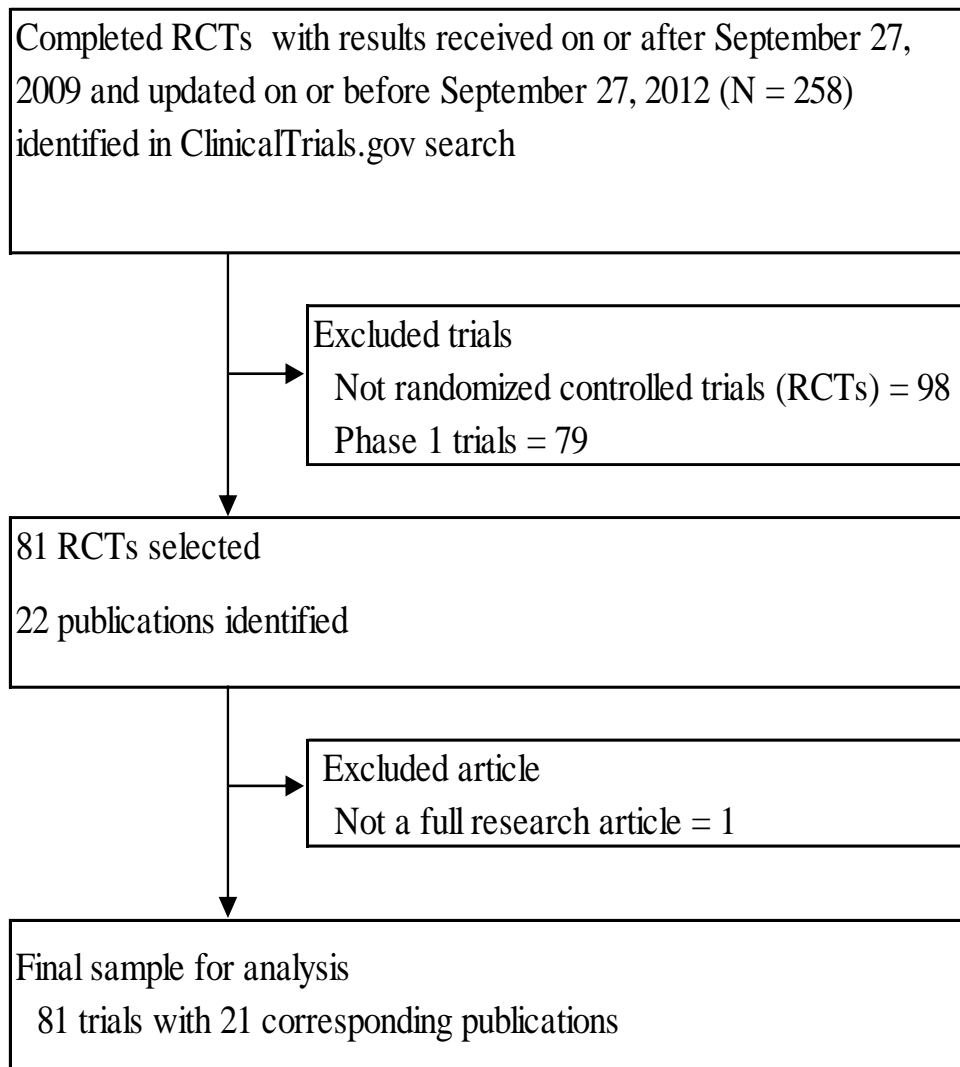 Completed RCTs with results received on or after September 27,
2009 and updated on or before September 27, 2012 (N = 258)
identified in ClinicalTrials.gov search
Excluded trials
Not randomized controlled trials (RCTs) = 98
Phase 1 trials = 79
81 RCTs selected
22 publications identified
Excluded article
Not a full research article = 1
Final sample for analysis
81 trials with 21 corresponding publications